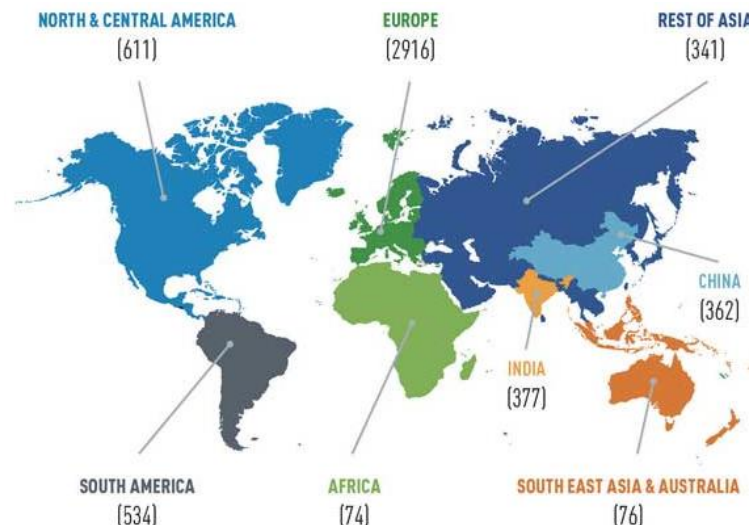 NORTH & CENTRAL AMERICA
(611)
EUROPE
(2916)
REST OF ASIA
(341)
CHINA
(362)
INDIA
(377)
SOUTH AMERICA
(534)
AFRICA
(74)
SOUTH EAST ASIA & AUSTRALIA
(76)